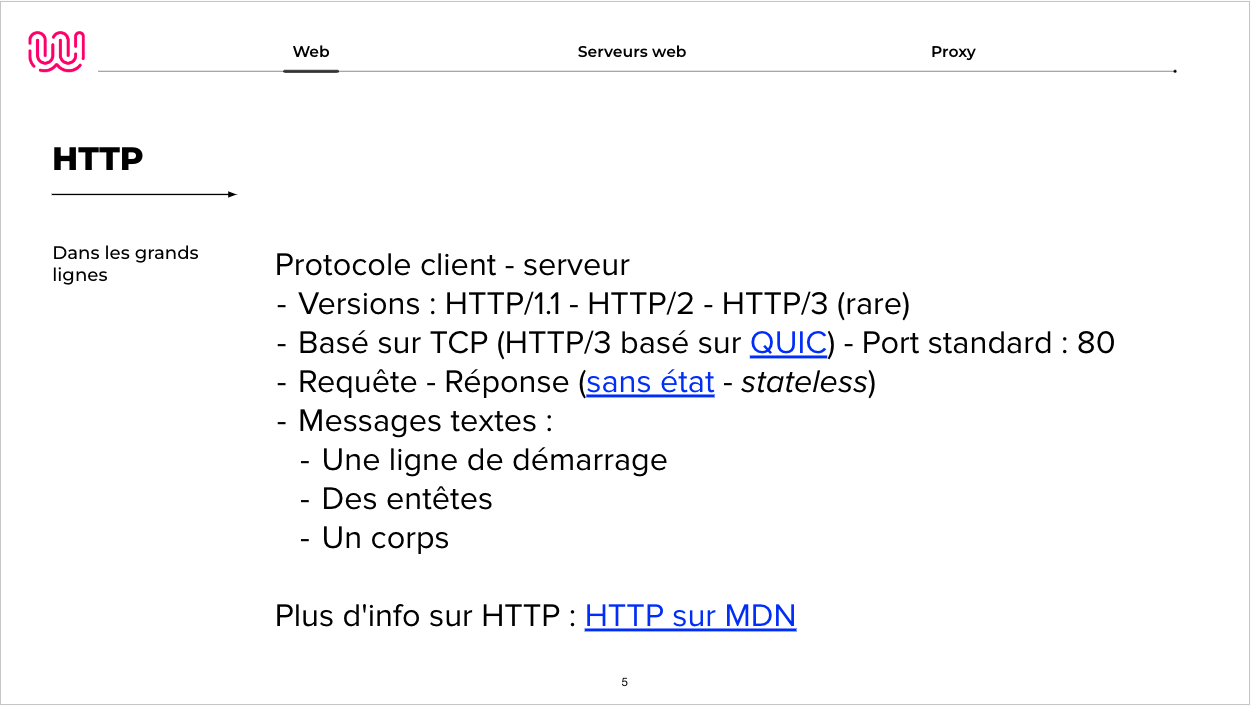 Web
Serveurs web
Proxy
HTTP
Dans les grands
lignes
Protocole client - serveur
- Versions : HTTP/1.1 - HTTP/2 - HTTP/3 (rare)
- Basé sur TCP (HTTP/3 basé sur QUIC) - Port standard : 80
- Requête - Réponse (sans état - stateless)
- Messages textes :
- Une ligne de démarrage
- Des entêtes
- Un corps
Plus d'info sur HTTP : HTTP sur MDN
5